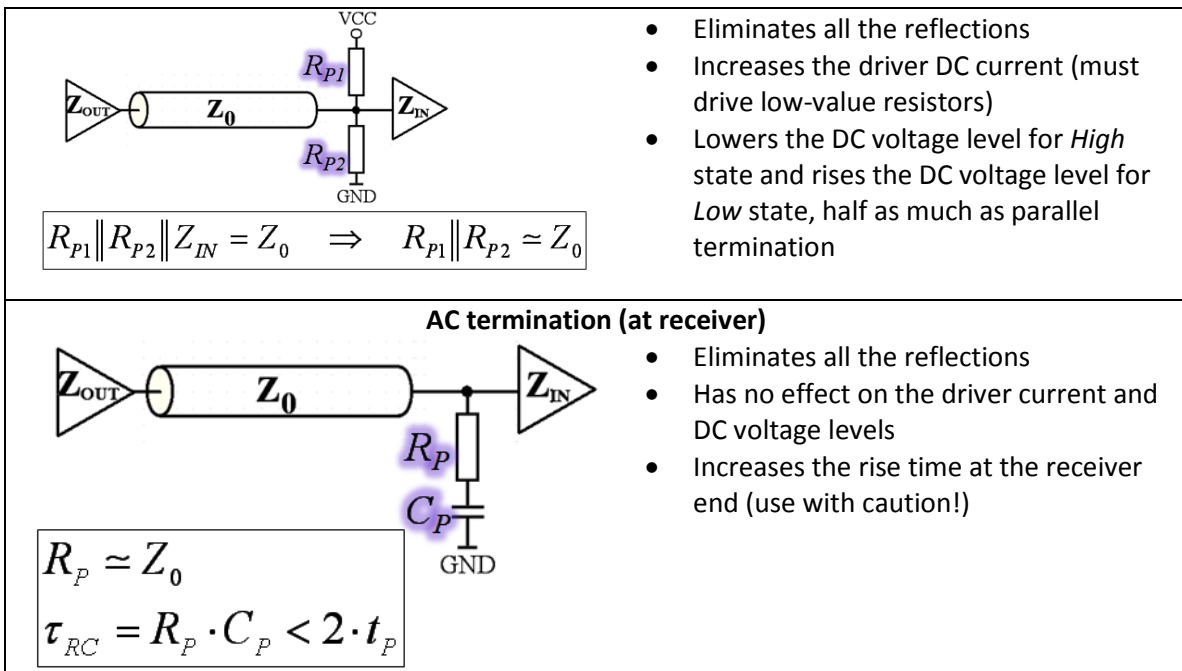 VCC
R_P1
Z_OUT
Z_0
Z_IN
R_P2
GND
R_P1 || R_P2 || Z_IN = Z_0 ⇒ R_P1 || R_P2 ≃ Z_0
• Eliminates all the reflections
• Increases the driver DC current (must
drive low-value resistors)
• Lowers the DC voltage level for High
state and rises the DC voltage level for
Low state, half as much as parallel
termination
AC termination (at receiver)
Z_OUT
Z_0
Z_IN
R_P
C_P
GND
R_P ≃ Z_0
τ_RC = R_P · C_P < 2 · t_P
• Eliminates all the reflections
• Has no effect on the driver current and
DC voltage levels
• Increases the rise time at the receiver
end (use with caution!)